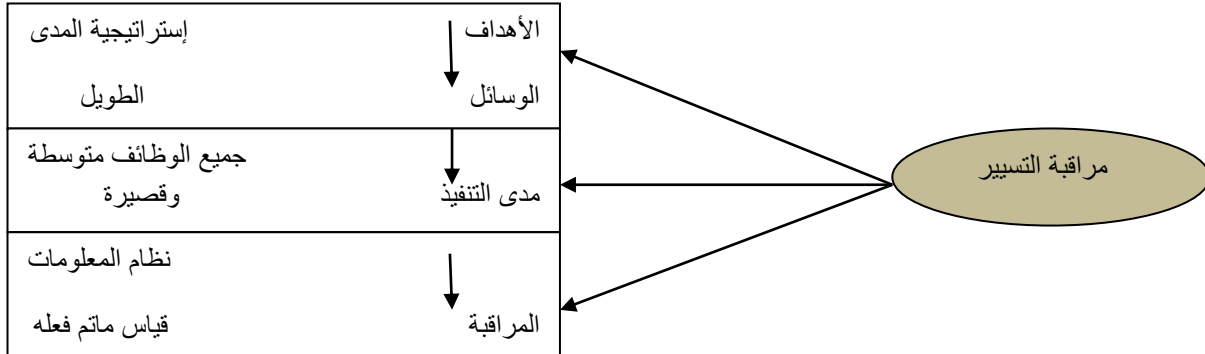 الأهداف إستراتيجية المدى
الوسائل الطويل
جميع الوظائف متوسطة
مدى التنفيذ وقصيرة
نظام المعلومات
المراقبة قياس ماتم فعله
مراقبة التسيير